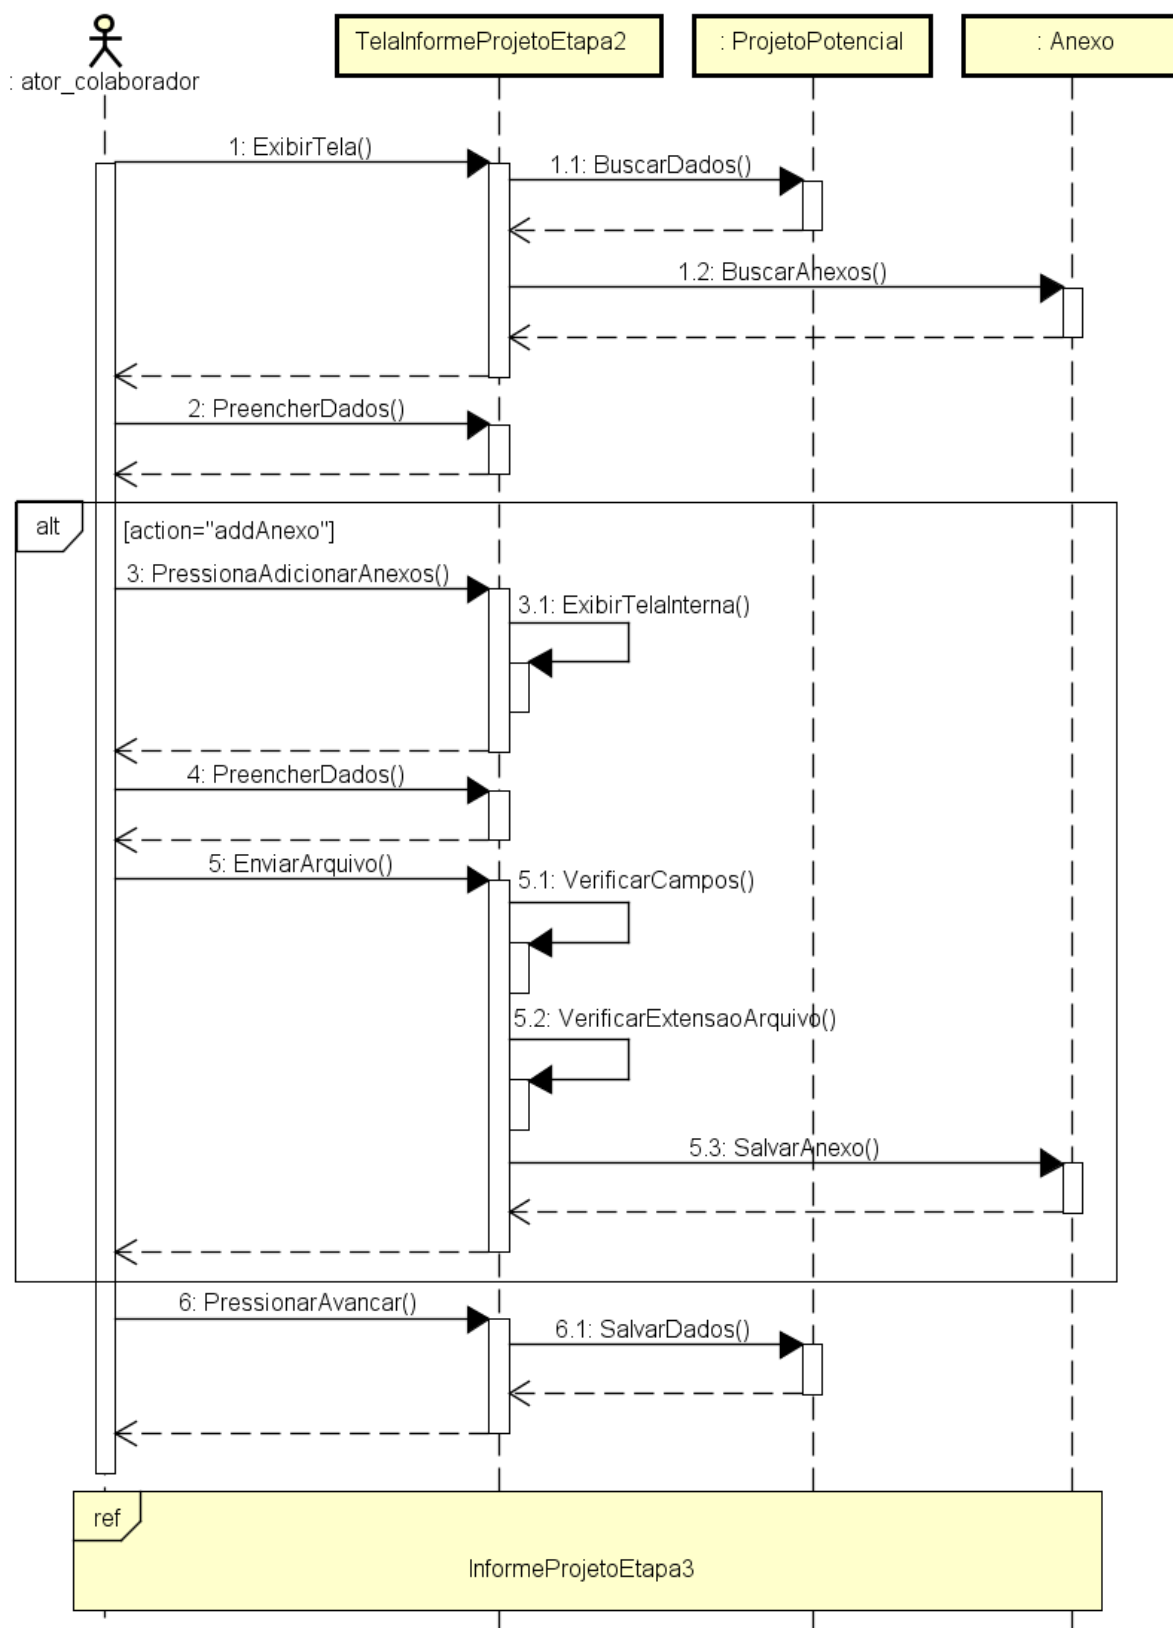 : ator_colaborador
TelaInformeProjetoEtapa2
: ProjetoPotencial
: Anexo
1: ExibirTela()
1.1: BuscarDados()
1.2: BuscarAnexos()
2: PreencherDados()
alt
[action="addAnexo"]
3: PressionaAdicionarAnexos()
3.1: ExibirTelaInterna()
4: PreencherDados()
5: EnviarArquivo()
5.1: VerificarCampos()
5.2: VerificarExtensaoArquivo()
5.3: SalvarAnexo()
6: PressionarAvancar()
6.1: SalvarDados()
ref
InformeProjetoEtapa3